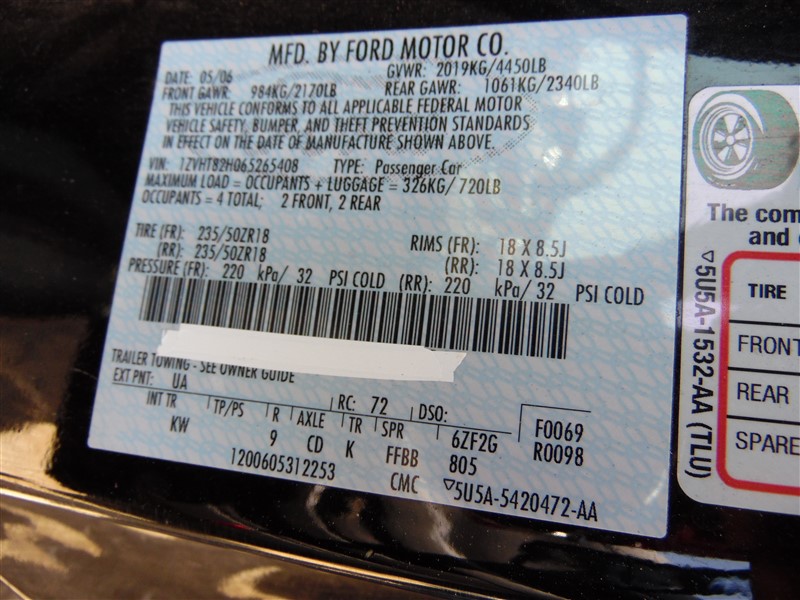 MFD. BY FORD MOTOR CO.
DATE: 05/06 GVWR: 2019KG/4450LB
FRONT GAWR: 984KG/2170LB REAR GAWR: 1061KG/2340LB
THIS VEHICLE CONFORMS TO ALL APPLICABLE FEDERAL MOTOR
VEHICLE SAFETY, BUMPER, AND THEFT PREVENTION STANDARDS
IN EFFECT ON THE DATE OF MANUFACTURE SHOWN ABOVE.
VIN: 1ZVHT82H065265408 TYPE: Passenger Car
MAXIMUM LOAD = OCCUPANTS + LUGGAGE = 326KG/720LB
OCCUPANTS = 4 TOTAL; 2 FRONT, 2 REAR
TIRE (FR): 235/50ZR18 RIMS (FR): 18 X 8.5J
(RR): 235/50ZR18 (RR): 18 X 8.5J
PRESSURE (FR): 220 kPa/ 32 PSI COLD (RR): 220 kPa/ 32 PSI COLD
TRAILER TOWING - SEE OWNER GUIDE
EXT PNT: UA RC: 72 DSO:
INT TR TP/PS R AXLE TR SPR 6ZF2G F0069
KW 9 CD K FFBB 805 R0098
1200605312253 CMC ▽5U5A-5420472-AA
The com
and
TIRE
FRONT
REAR
SPARE
▽5U5A-1532-AA (TLU)